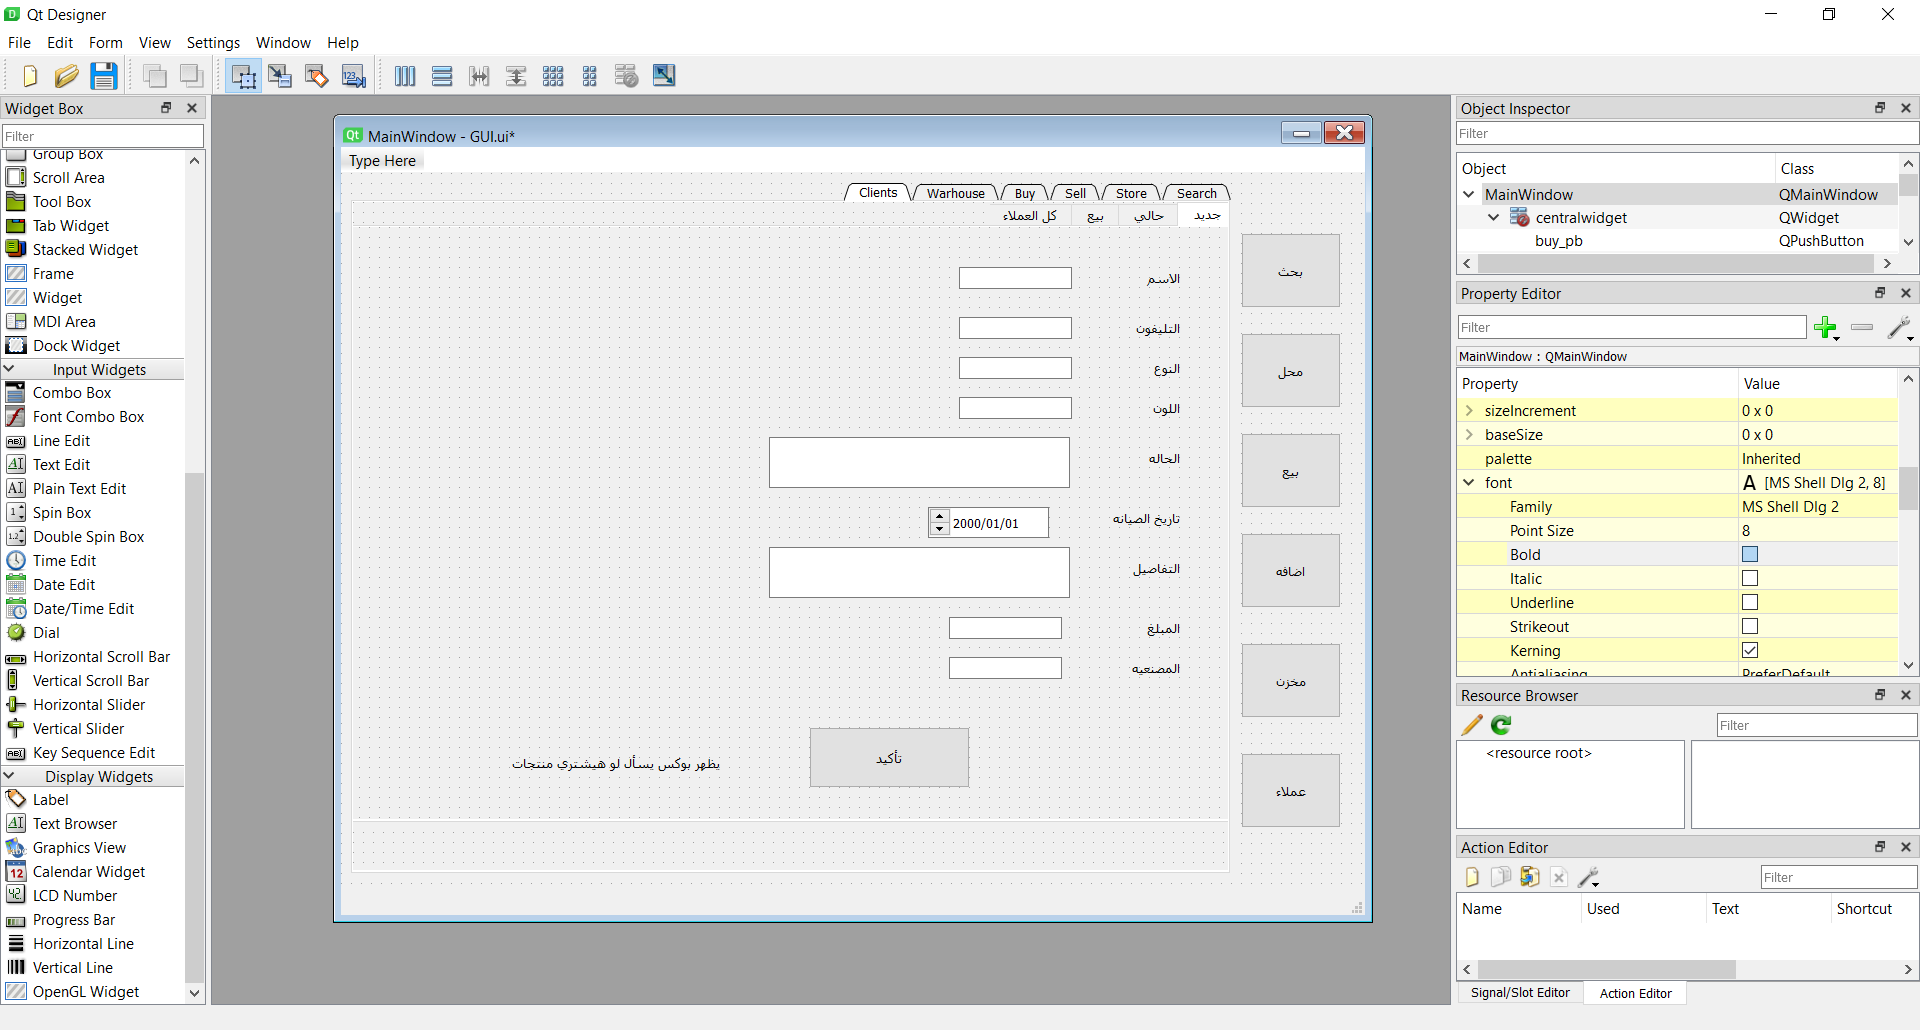 Qt Designer
File Edit Form View Settings Window Help
Widget Box
Filter
Group Box
Scroll Area
Tool Box
Tab Widget
Stacked Widget
Frame
Widget
MDI Area
Dock Widget
Input Widgets
Combo Box
Font Combo Box
Line Edit
Text Edit
Plain Text Edit
Spin Box
Double Spin Box
Time Edit
Date Edit
Date/Time Edit
Dial
Horizontal Scroll Bar
Vertical Scroll Bar
Horizontal Slider
Vertical Slider
Key Sequence Edit
Display Widgets
Label
Text Browser
Graphics View
Calendar Widget
LCD Number
Progress Bar
Horizontal Line
Vertical Line
OpenGL Widget
MainWindow - GUI.ui*
Type Here
Clients Warhouse Buy Sell Store Search
جديد حالي بيع كل العملاء
الاسم
التليفون
النوع
اللون
الحاله
تاريخ الصيانه
2000/01/01
التفاصيل
المبلغ
المصنعيه
تأكيد
يظهر بوكس يسأل لو هيشتري منتجات
بحث
محل
بيع
اضافه
مخزن
عملاء
Object Inspector
Filter
Object Class
MainWindow QMainWindow
centralwidget QWidget
buy_pb QPushButton
Property Editor
Filter
MainWindow : QMainWindow
Property Value
sizeIncrement 0 x 0
baseSize 0 x 0
palette Inherited
font A [MS Shell Dlg 2, 8]
Family MS Shell Dlg 2
Point Size 8
Bold
Italic
Underline
Strikeout
Kerning
Antialiasing PreferDefault
Resource Browser
Filter
<resource root>
Action Editor
Filter
Name Used Text Shortcut
Signal/Slot Editor Action Editor